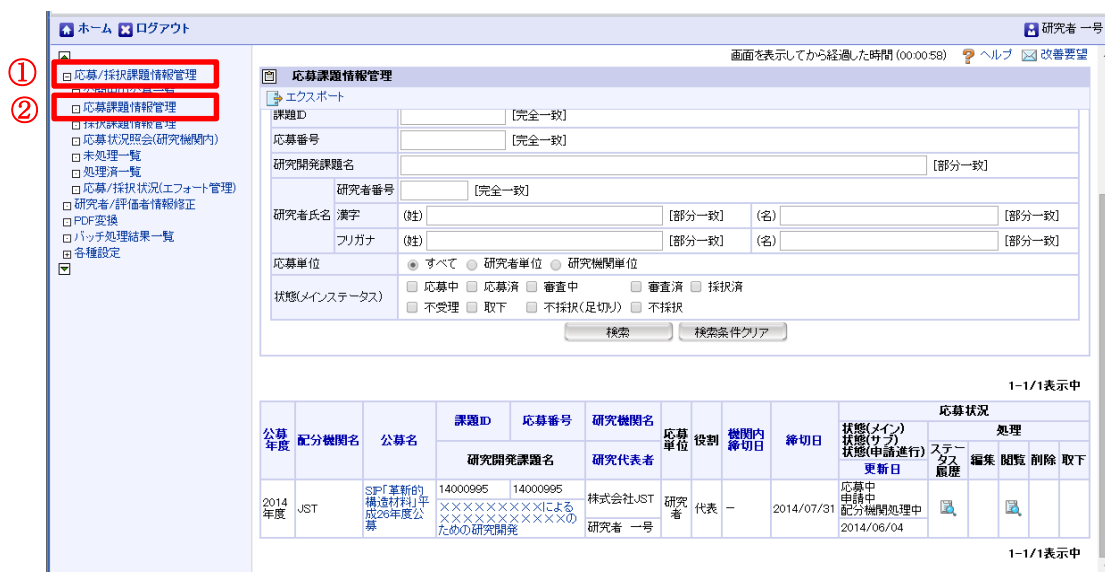 ホーム ログアウト 研究者 一号
画面を表示してから経過した時間(00:00:58) ヘルプ 改善要望
①
応募/採択課題情報管理
②
応募課題情報管理
採択課題情報管理
応募状況照会(研究機関内)
未処理一覧
処理済一覧
応募/採択状況(エフォート管理)
研究者/評価者情報修正
PDF変換
バッチ処理結果一覧
各種設定
応募課題情報管理
エクスポート
課題ID [完全一致]
応募番号 [完全一致]
研究開発課題名 [部分一致]
研究者氏名 研究者番号 [完全一致]
漢字 (姓) [部分一致] (名) [部分一致]
フリガナ (姓) [部分一致] (名) [部分一致]
応募単位 すべて 研究者単位 研究機関単位
状態(メインステータス) 応募中 応募済 審査中 審査済 採択済
不受理 取下 不採択(足切り) 不採択
検索 検索条件クリア
1-1/1表示中
公募年度 配分機関名 公募名 課題ID 応募番号 研究機関名 応募単位 役割 機関内締切日 締切日 応募状況
研究開発課題名 研究代表者
状態(メイン)
状態(サブ)
状態(申請進行)
更新日
ステータス履歴
処理
編集 閲覧 削除 取下
2014年度 JST SIP「革新的構造材料」平成26年度公募 14000995 14000995 株式会社JST 研究者 代表 − 2014/07/31 応募中
申請中
配分機関処理中
×××××××××による
××××××××××の
ための研究開発
研究者 一号
2014/06/04
1-1/1表示中